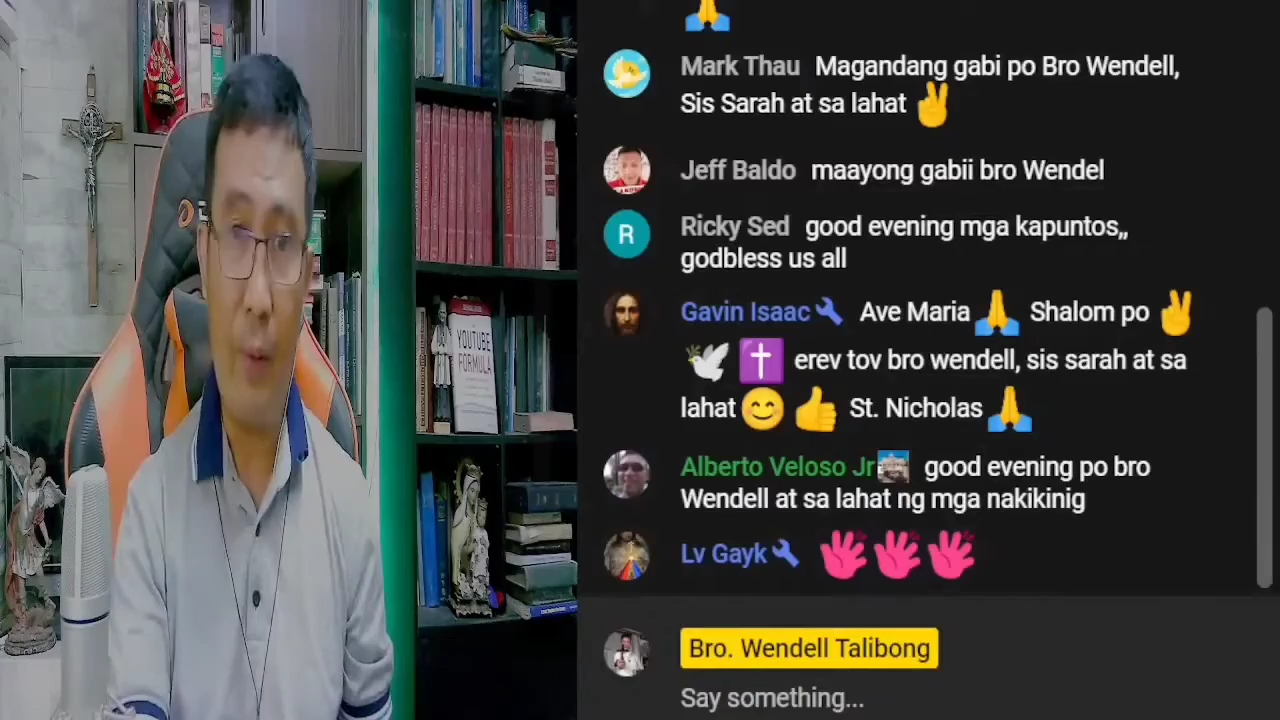 Mark Thau Magandang gabi po Bro Wendell,
Sis Sarah at sa lahat ✌️
Jeff Baldo maayong gabii bro Wendel
R
Ricky Sed good evening mga kapuntos,,
godbless us all
Gavin Isaac Ave Maria 🙏 Shalom po ✌️
🕊️ ✝️ erev tov bro wendell, sis sarah at sa
lahat 😊 👍 St. Nicholas 🙏
Alberto Veloso Jr good evening po bro
Wendell at sa lahat ng mga nakikinig
Lv Gayk
Bro. Wendell Talibong
Say something...
YOUTUBE
FORMULA